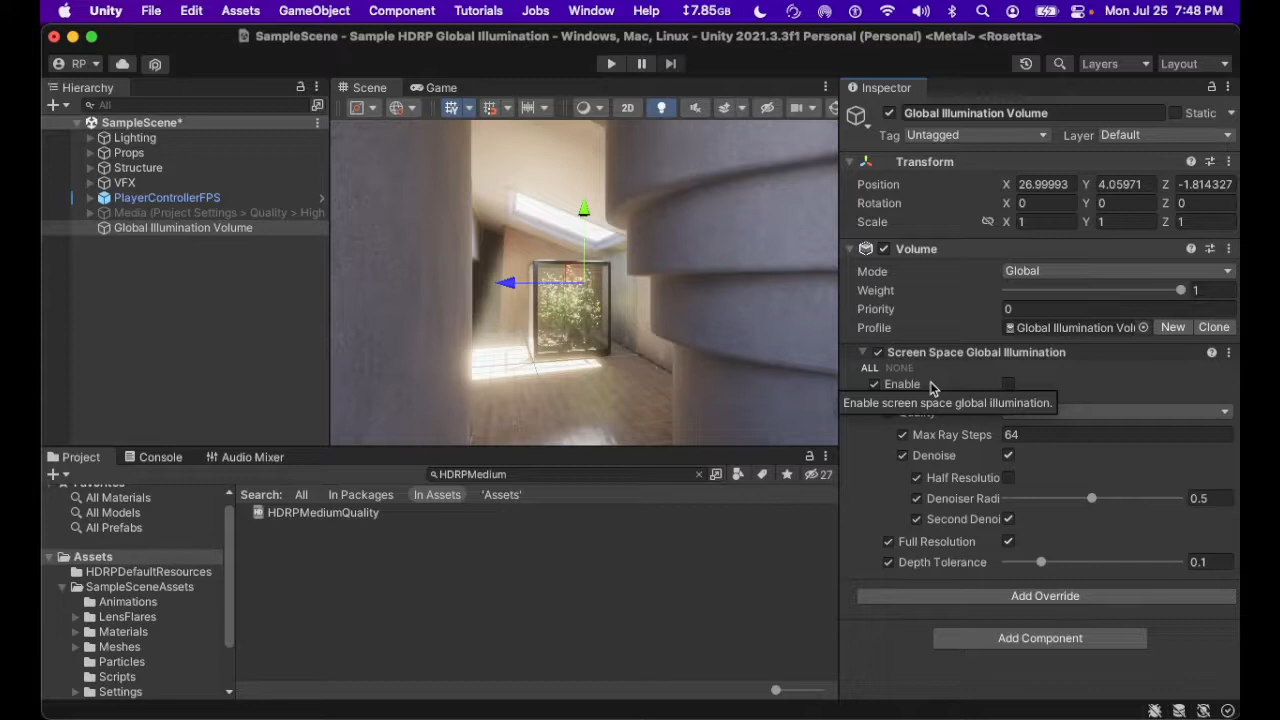 Unity File Edit Assets GameObject Component Tutorials Jobs Window Help 7.85GB Mon Jul 25 7:48 PM
SampleScene - Sample HDRP Global Illumination - Windows, Mac, Linux - Unity 2021.3.3f1 Personal (Personal) <Metal> <Rosetta>
RP Layers Layout
Hierarchy
All
SampleScene*
Lighting
Props
Structure
VFX
PlayerControllerFPS
Media (Project Settings > Quality > High
Global Illumination Volume
Scene Game
2D
Inspector
Global Illumination Volume Static
Tag Untagged Layer Default
Transform
Position X 26.99993 Y 4.05971 Z -1.814327
Rotation X 0 Y 0 Z 0
Scale X 1 Y 1 Z 1
Volume
Mode Global
Weight 1
Priority 0
Profile Global Illumination Vol New Clone
Screen Space Global Illumination
ALL NONE
Enable
Enable screen space global illumination.
Max Ray Steps 64
Denoise
Half Resolutio
Denoiser Radi 0.5
Second Denoi
Full Resolution
Depth Tolerance 0.1
Add Override
Add Component
Project Console Audio Mixer
HDRPMedium 27
Favorites
All Materials
All Models
All Prefabs
Assets
HDRPDefaultResources
SampleSceneAssets
Animations
LensFlares
Materials
Meshes
Particles
Scripts
Settings
Search: All In Packages In Assets 'Assets'
HDRPMediumQuality